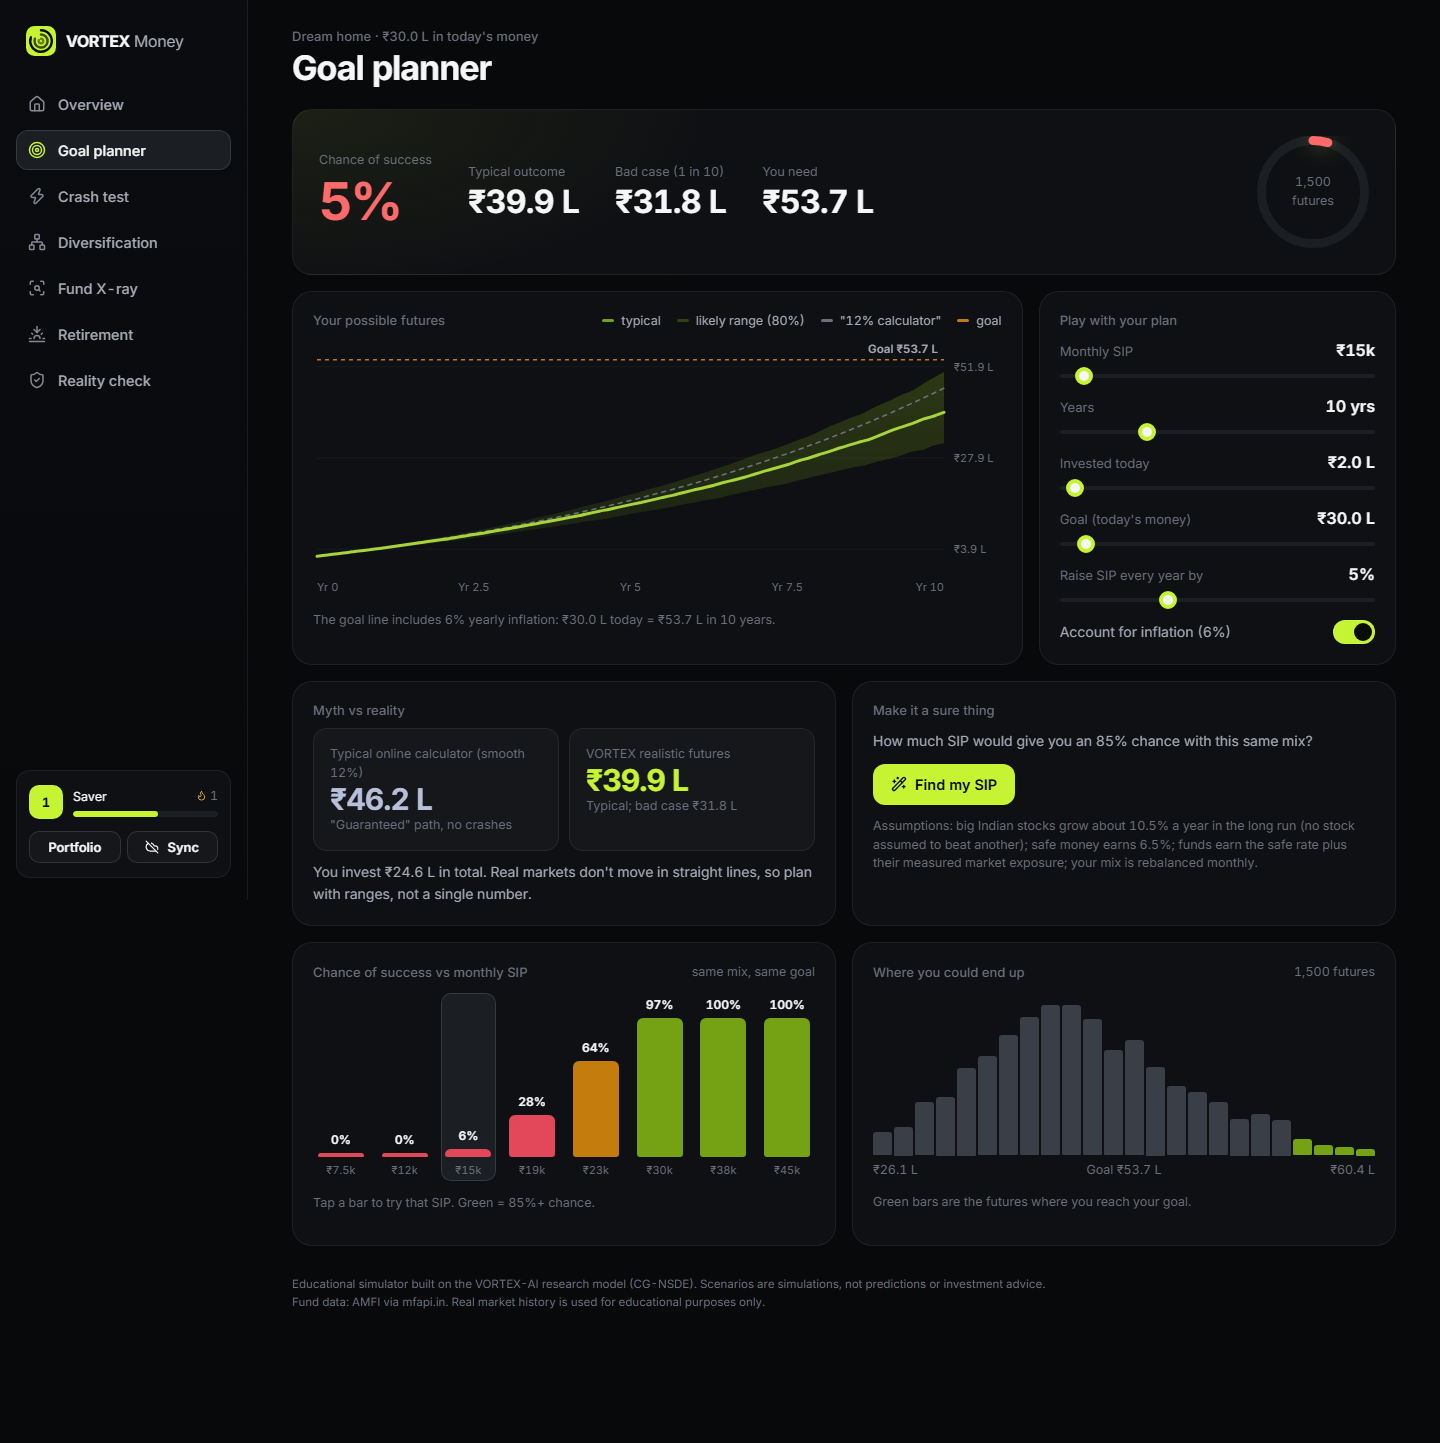 VORTEX Money
Overview
Goal planner
Crash test
Diversification
Fund X-ray
Retirement
Reality check
1
Saver
1
Portfolio
Sync
Dream home · ₹30.0 L in today's money
Goal planner
Chance of success
5%
Typical outcome
₹39.9 L
Bad case (1 in 10)
₹31.8 L
You need
₹53.7 L
1,500
futures
Your possible futures
typical
likely range (80%)
"12% calculator"
goal
Goal ₹53.7 L
₹51.9 L
₹27.9 L
₹3.9 L
Yr 0
Yr 2.5
Yr 5
Yr 7.5
Yr 10
The goal line includes 6% yearly inflation: ₹30.0 L today = ₹53.7 L in 10 years.
Play with your plan
Monthly SIP
₹15k
Years
10 yrs
Invested today
₹2.0 L
Goal (today's money)
₹30.0 L
Raise SIP every year by
5%
Account for inflation (6%)
Myth vs reality
Typical online calculator (smooth
12%)
₹46.2 L
"Guaranteed" path, no crashes
VORTEX realistic futures
₹39.9 L
Typical; bad case ₹31.8 L
You invest ₹24.6 L in total. Real markets don't move in straight lines, so plan
with ranges, not a single number.
Make it a sure thing
How much SIP would give you an 85% chance with this same mix?
Find my SIP
Assumptions: big Indian stocks grow about 10.5% a year in the long run (no stock
assumed to beat another); safe money earns 6.5%; funds earn the safe rate plus
their measured market exposure; your mix is rebalanced monthly.
Chance of success vs monthly SIP
same mix, same goal
0%
0%
6%
28%
64%
97%
100%
100%
₹7.5k
₹12k
₹15k
₹19k
₹23k
₹30k
₹38k
₹45k
Tap a bar to try that SIP. Green = 85%+ chance.
Where you could end up
1,500 futures
₹26.1 L
Goal ₹53.7 L
₹60.4 L
Green bars are the futures where you reach your goal.
Educational simulator built on the VORTEX-AI research model (CG-NSDE). Scenarios are simulations, not predictions or investment advice.
Fund data: AMFI via mfapi.in. Real market history is used for educational purposes only.